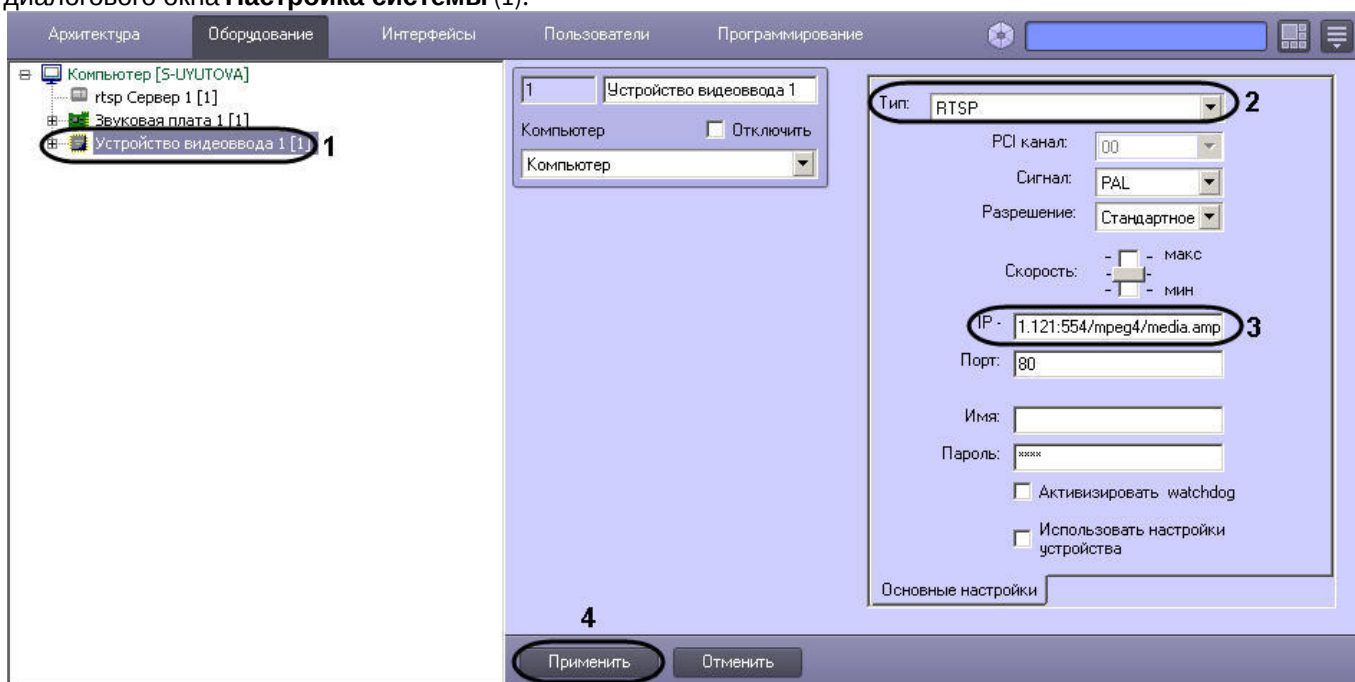 диалогового окна Настройка системы (1).
Архитектура Оборудование Интерфейсы Пользователи Программирование
Компьютер [S-UYUTOVA]
rtsp Сервер 1 [1]
Звуковая плата 1 [1]
Устройство видеоввода 1 [1]
1
1 Устройство видеоввода 1
Компьютер Отключить
Компьютер
Тип: RTSP 2
PCI канал: 00
Сигнал: PAL
Разрешение: Стандартное
Скорость: макс
мин
IP - 1.121:554/mpeg4/media.amp 3
Порт: 80
Имя:
Пароль: ****
Активизировать watchdog
Использовать настройки
устройства
Основные настройки
4
Применить Отменить